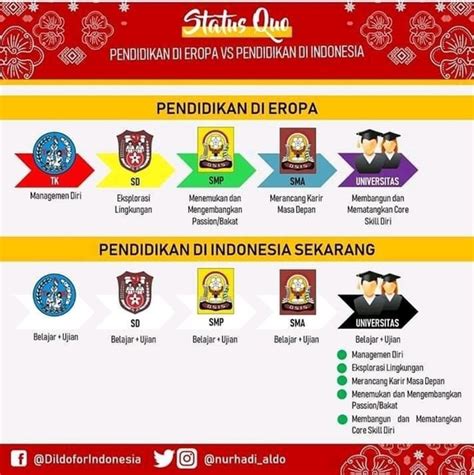 Status Quo
PENDIDIKAN DI EROPA VS PENDIDIKAN DI INDONESIA
PENDIDIKAN DI EROPA
TK
SD
SMP
SMA
UNIVERSITAS
Managemen Diri
Eksplorasi
Lingkungan
Menemukan dan
Mengembangkan
Passion/Bakat
Merancang Karir
Masa Depan
Membangun dan
Mematangkan Core
Skill Diri
PENDIDIKAN DI INDONESIA SEKARANG
SD
SMP
SMA
UNIVERSITAS
Belajar + Ujian
Belajar + Ujian
Belajar + Ujian
Belajar + Ujian
Belajar + Ujian
Managemen Diri
Eksplorasi Lingkungan
Merancang Karir Masa Depan
Menemukan dan Mengembangkan
Passion/Bakat
Membangun dan Mematangkan
Core Skill Diri
@DildoforIndonesia
@nurhadi_aldo